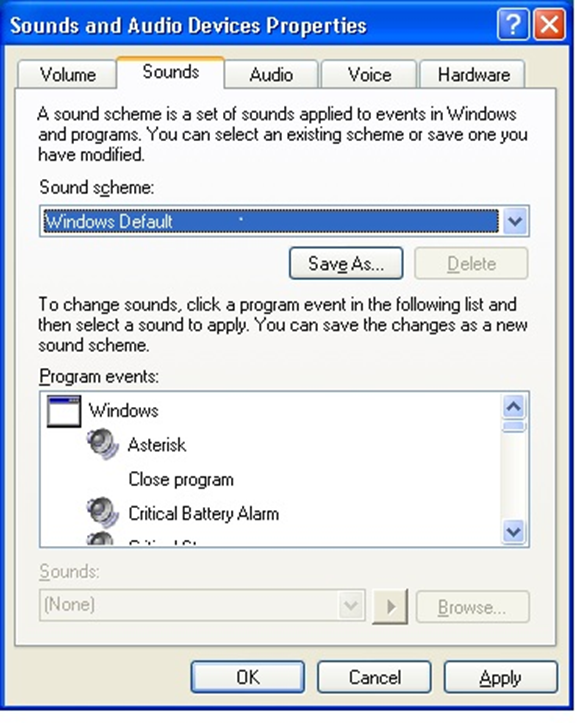 Sounds and Audio Devices Properties
Volume Sounds Audio Voice Hardware
A sound scheme is a set of sounds applied to events in Windows
and programs. You can select an existing scheme or save one you
have modified.
Sound scheme:
Windows Default
Save As... Delete
To change sounds, click a program event in the following list and
then select a sound to apply. You can save the changes as a new
sound scheme.
Program events:
Windows
Asterisk
Close program
Critical Battery Alarm
Sounds:
(None) Browse...
OK Cancel Apply